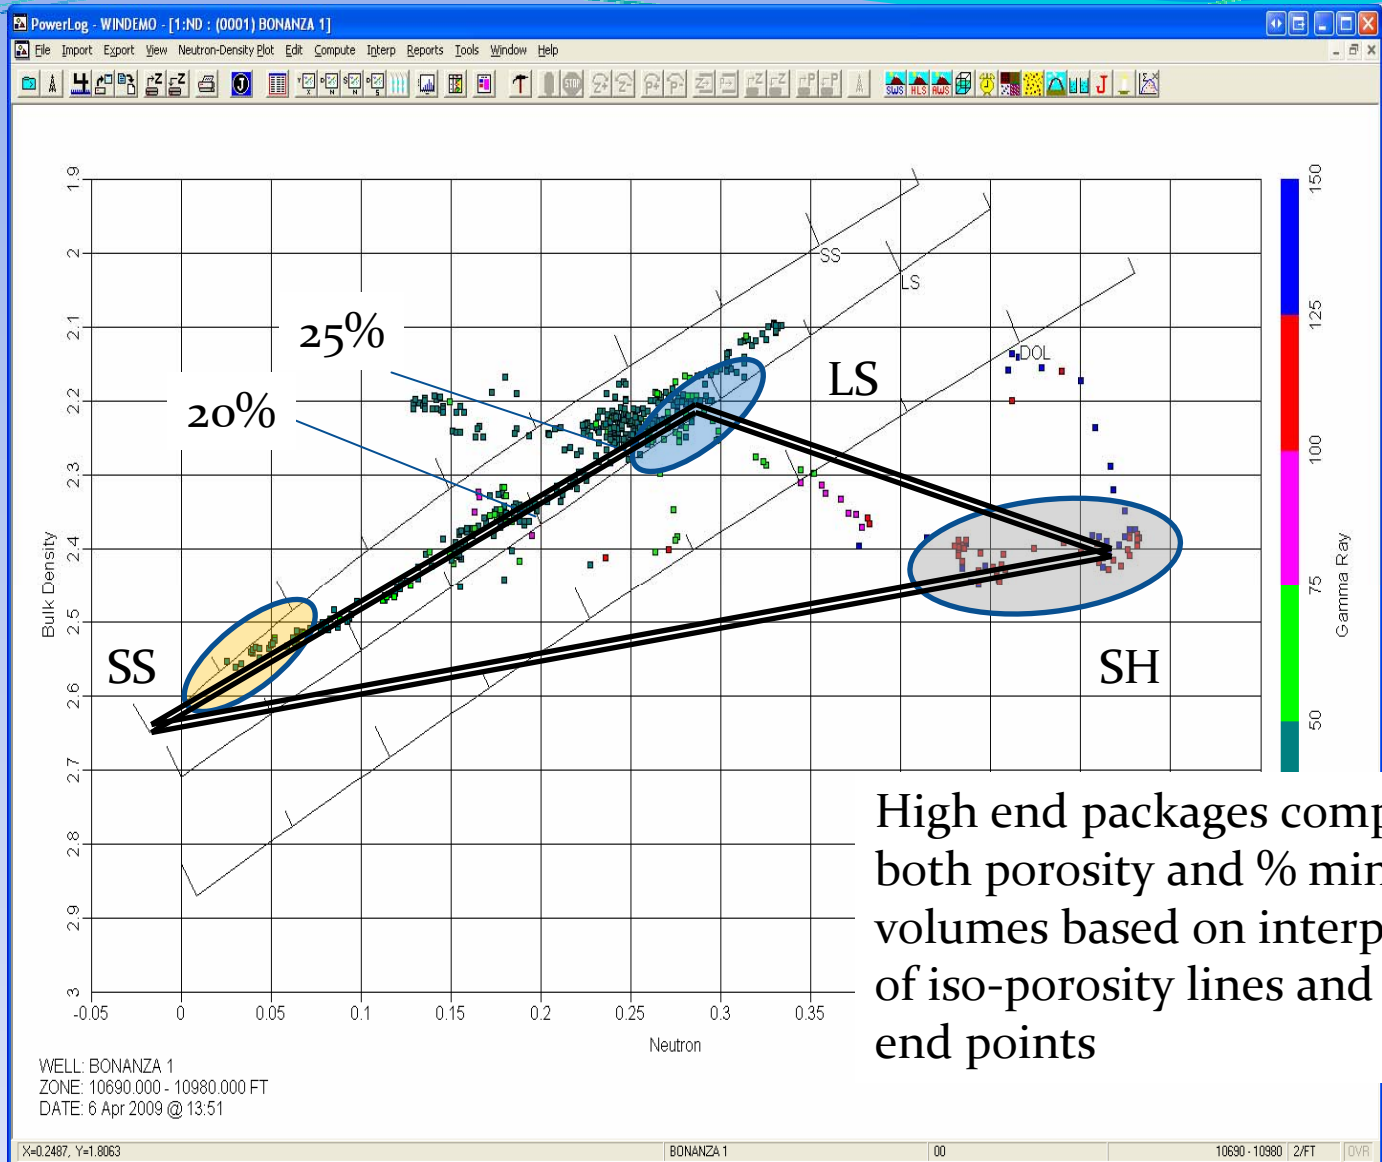 PowerLog - WINDEMO - [1:ND : (0001) BONANZA 1]
File Import Export View Neutron-Density Plot Edit Compute Interp Reports Tools Window Help
SWS HLS AWS
1.9
2
2.1
2.2
2.3
2.4
2.5
2.6
2.7
2.8
2.9
3
Bulk Density
SS
LS
DOL
25%
20%
LS
SS
SH
150
125
100
75
50
Gamma Ray
-0.05 0 0.05 0.1 0.15 0.2 0.25 0.3 0.35
Neutron
High end packages comp
both porosity and % min
volumes based on interp
of iso-porosity lines and
end points
WELL: BONANZA 1
ZONE: 10690.000 - 10980.000 FT
DATE: 6 Apr 2009 @ 13:51
X=0.2487, Y=1.8063 BONANZA 1 00 10690 - 10980 2/FT OVR